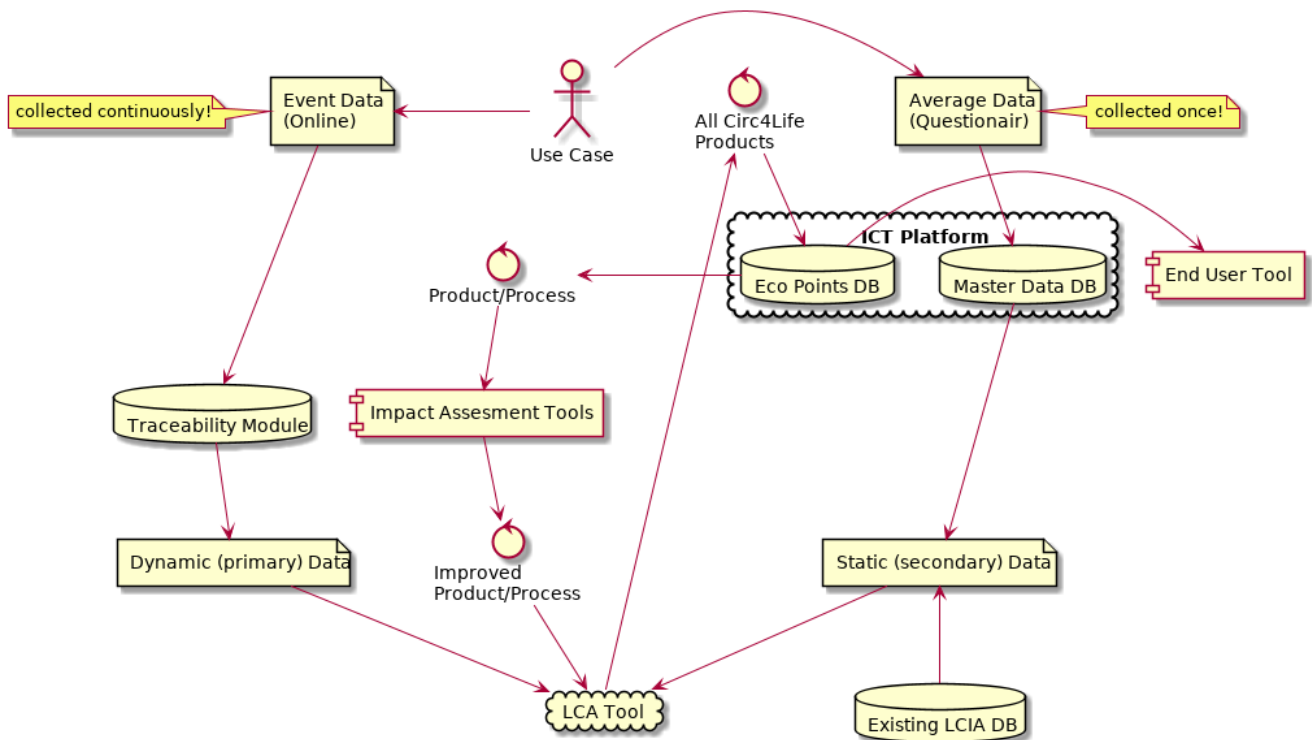 collected continuously!
Event Data
(Online)
Use Case
All Circ4Life
Products
Average Data
(Questionair)
collected once!
ICT Platform
Eco Points DB
Master Data DB
End User Tool
Product/Process
Traceability Module
Impact Assesment Tools
Dynamic (primary) Data
Improved
Product/Process
Static (secondary) Data
LCA Tool
Existing LCIA DB